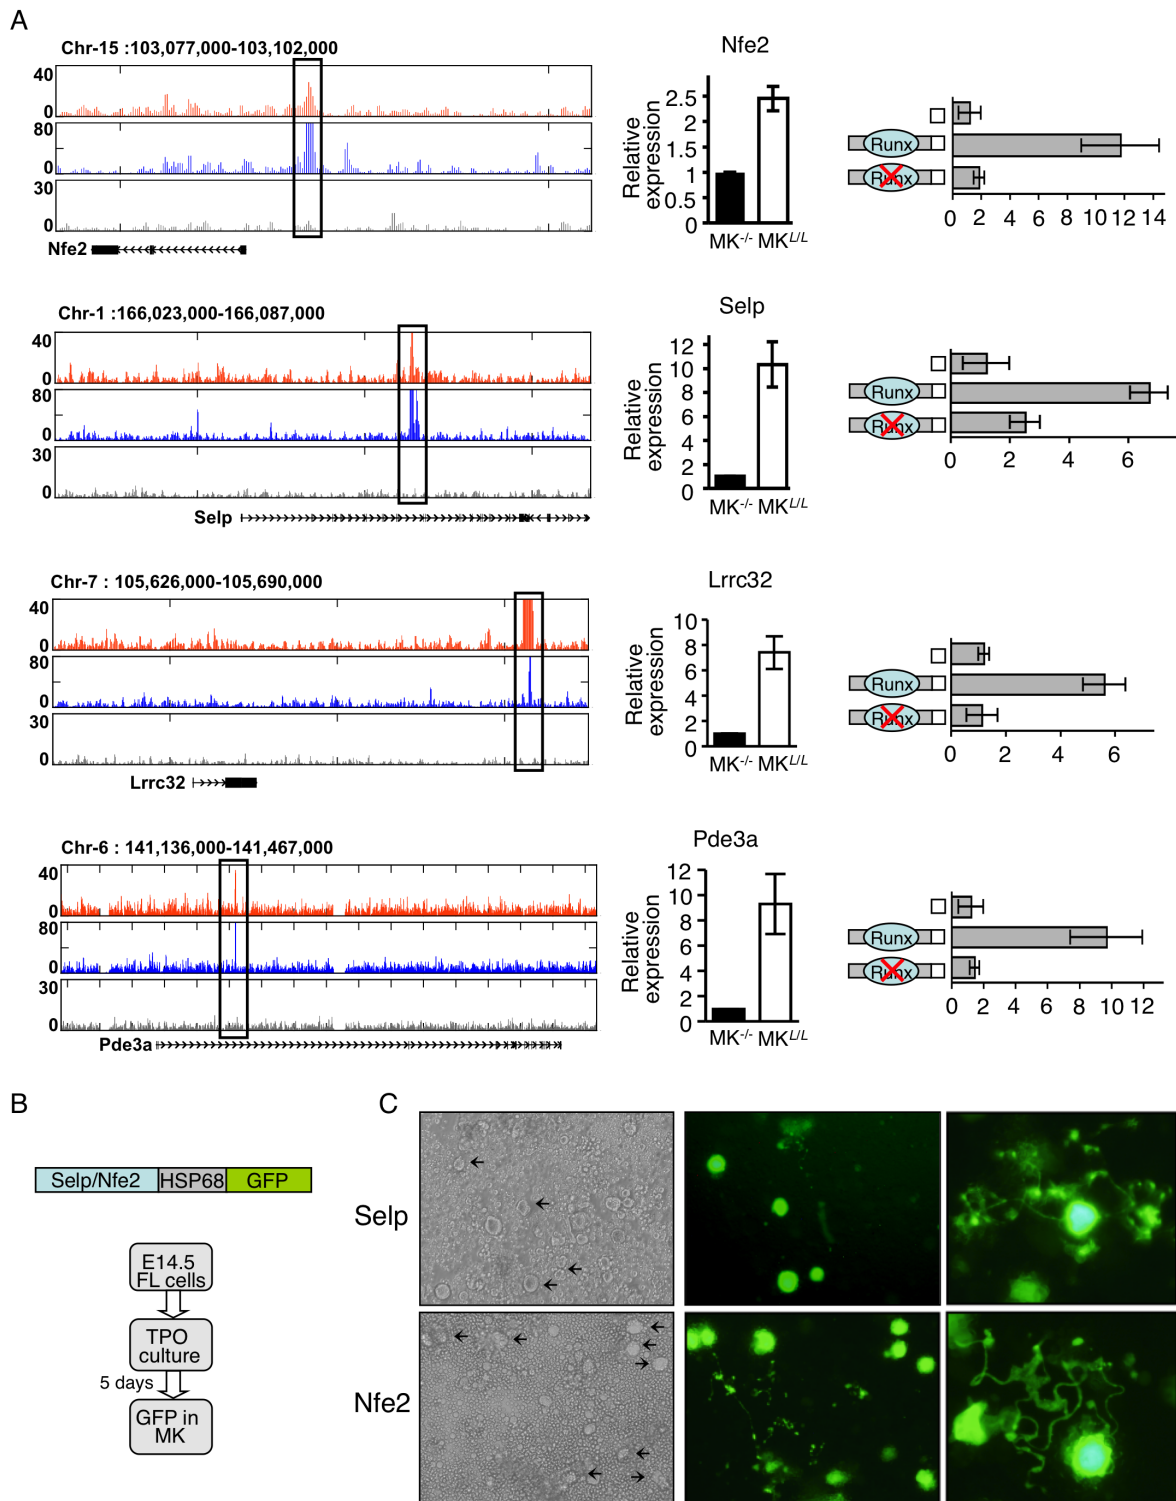 A
Chr-15 :103,077,000-103,102,000
40
0
80
0
30
0
Nfe2
Nfe2
Relative
expression
2.5
2
1.5
1
0.5
0
MK-/- MKL/L
Runx
Runx
0 2 4 6 8 10 12 14
Chr-1 :166,023,000-166,087,000
40
0
80
0
30
0
Selp
Selp
Relative
expression
12
10
8
6
4
2
0
MK-/- MKL/L
Runx
Runx
0 2 4 6
Chr-7 : 105,626,000-105,690,000
40
0
80
0
30
0
Lrrc32
Lrrc32
Relative
expression
10
8
6
4
2
0
MK-/- MKL/L
Runx
Runx
0 2 4 6
Chr-6 : 141,136,000-141,467,000
40
0
80
0
30
0
Pde3a
Pde3a
Relative
expression
12
10
8
6
4
2
0
MK-/- MKL/L
Runx
Runx
0 2 4 6 8 10 12
B
Selp/Nfe2 HSP68 GFP
E14.5
FL cells
TPO
culture
5 days
GFP in
MK
C
Selp
Nfe2